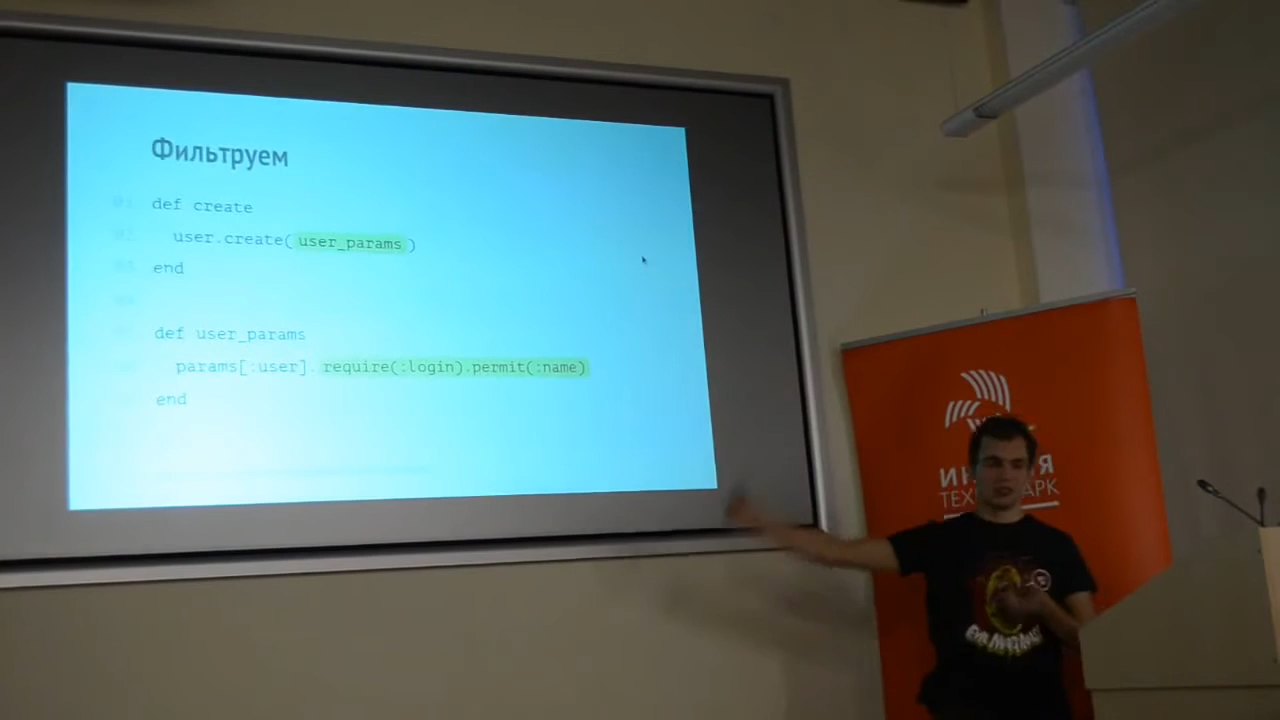 Фильтруем
def create
user.create(user_params)
end
def user_params
params[:user].require(:login).permit(:name)
end